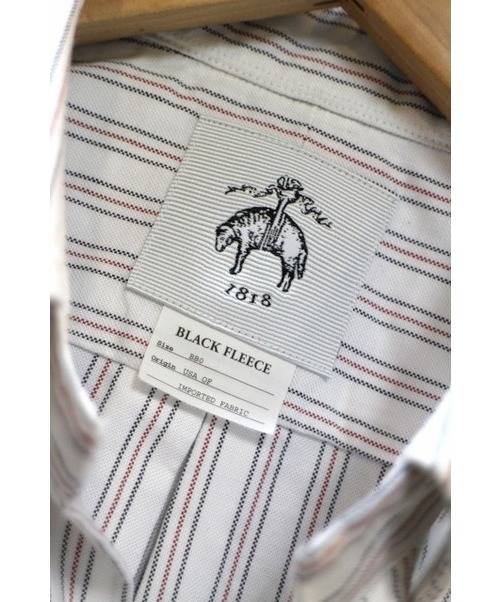 1818
BLACK FLEECE
Size BB0
Origin USA OF
IMPORTED FABRIC